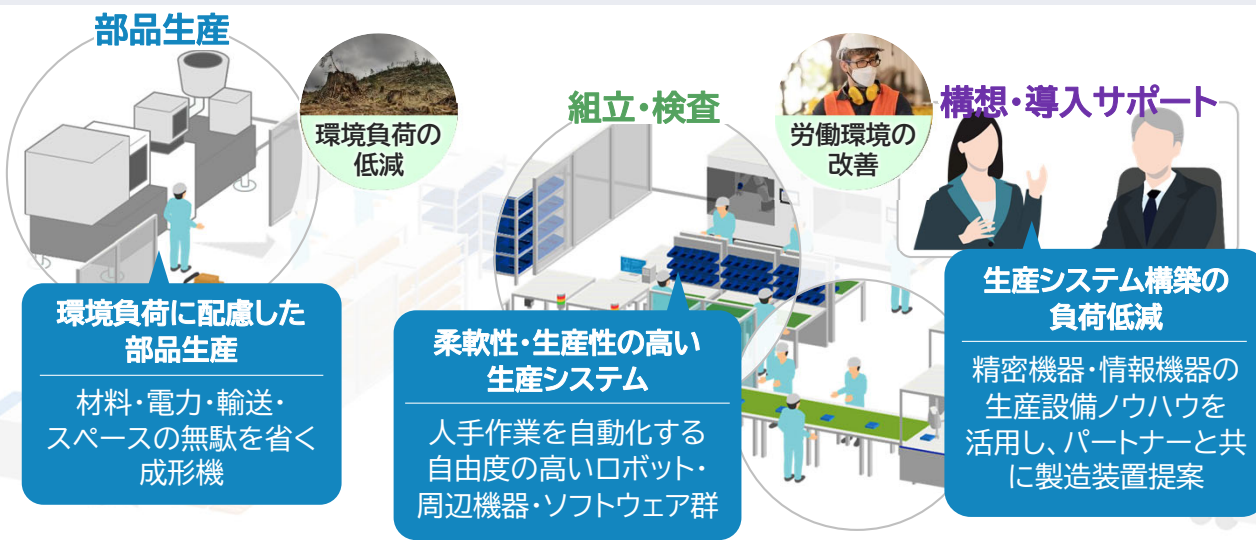 部品生産
環境負荷の
低減
環境負荷に配慮した
部品生産
材料・電力・輸送・
スペースの無駄を省く
成形機
組立・検査
柔軟性・生産性の高い
生産システム
人手作業を自動化する
自由度の高いロボット・
周辺機器・ソフトウェア群
労働環境の
改善
構想・導入サポート
生産システム構築の
負荷低減
精密機器・情報機器の
生産設備ノウハウを
活用し、パートナーと共
に製造装置提案